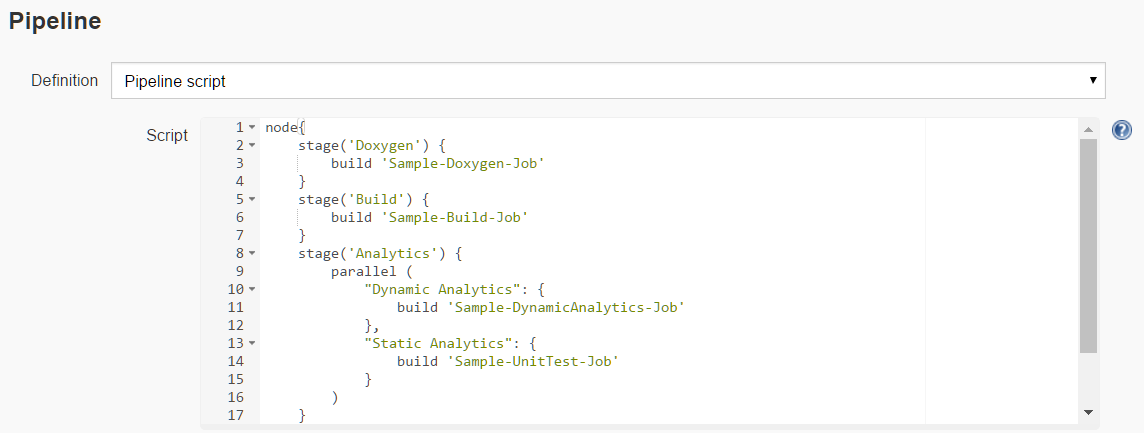 Pipeline
Definition Pipeline script
Script
1 node{
2     stage('Doxygen') {
3         build 'Sample-Doxygen-Job'
4     }
5     stage('Build') {
6         build 'Sample-Build-Job'
7     }
8     stage('Analytics') {
9         parallel (
10             "Dynamic Analytics": {
11                 build 'Sample-DynamicAnalytics-Job'
12             },
13             "Static Analytics": {
14                 build 'Sample-UnitTest-Job'
15             }
16         )
17     }
?